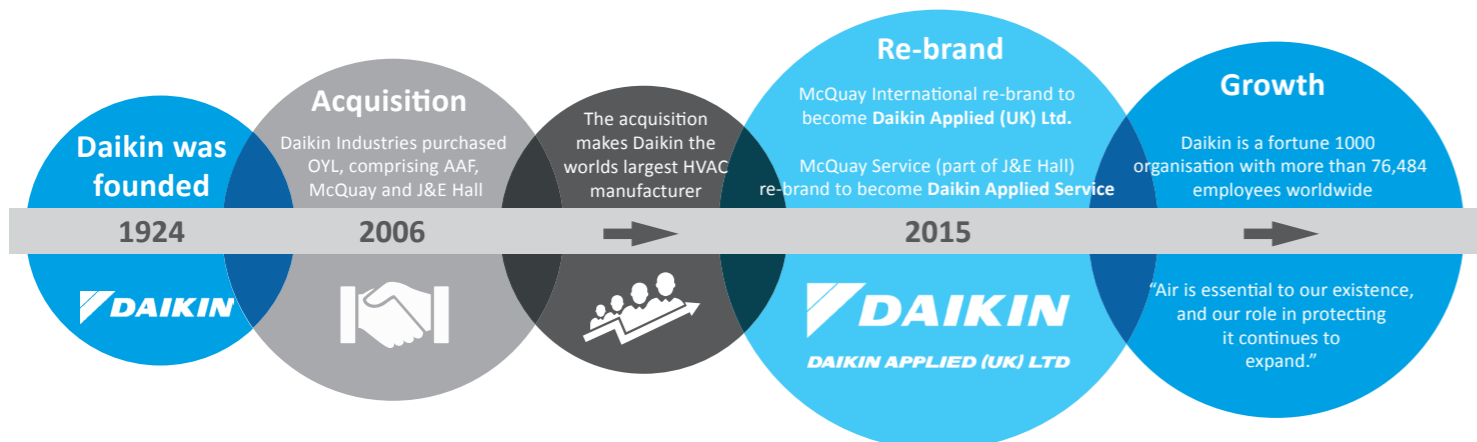 Daikin was
founded
1924
DAIKIN
Acquisition
Daikin Industries purchased
OYL, comprising AAF,
McQuay and J&E Hall
2006
The acquisition
makes Daikin the
worlds largest HVAC
manufacturer
Re-brand
McQuay International re-brand to
become Daikin Applied (UK) Ltd.
McQuay Service (part of J&E Hall)
re-brand to become Daikin Applied Service
2015
DAIKIN
DAIKIN APPLIED (UK) LTD
Growth
Daikin is a fortune 1000
organisation with more than 76,484
employees worldwide
“Air is essential to our existence,
and our role in protecting
it continues to
expand.”